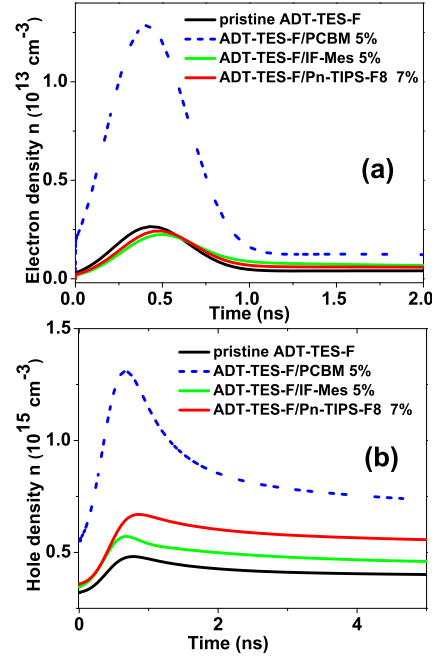 pristine ADT-TES-F
ADT-TES-F/PCBM 5%
ADT-TES-F/IF-Mes 5%
ADT-TES-F/Pn-TIPS-F8 7%
(a)
Electron density n (10^13 cm-3)
1.0
0.5
0.0
0.0 0.5 1.0 1.5 2.0
Time (ns)
pristine ADT-TES-F
ADT-TES-F/PCBM 5%
ADT-TES-F/IF-Mes 5%
ADT-TES-F/Pn-TIPS-F8 7%
(b)
Hole density n (10^15 cm-3)
1.5
1.0
0.5
0 2 4
Time (ns)